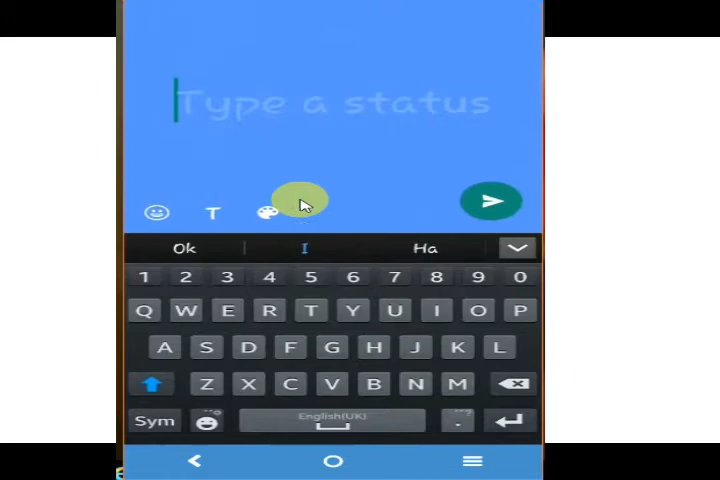 Type a status
T
Ok I Ha
1 2 3 4 5 6 7 8 9 0
Q W E R T Y U I O P
A S D F G H J K L
Z X C V B N M
Sym English(UK) .